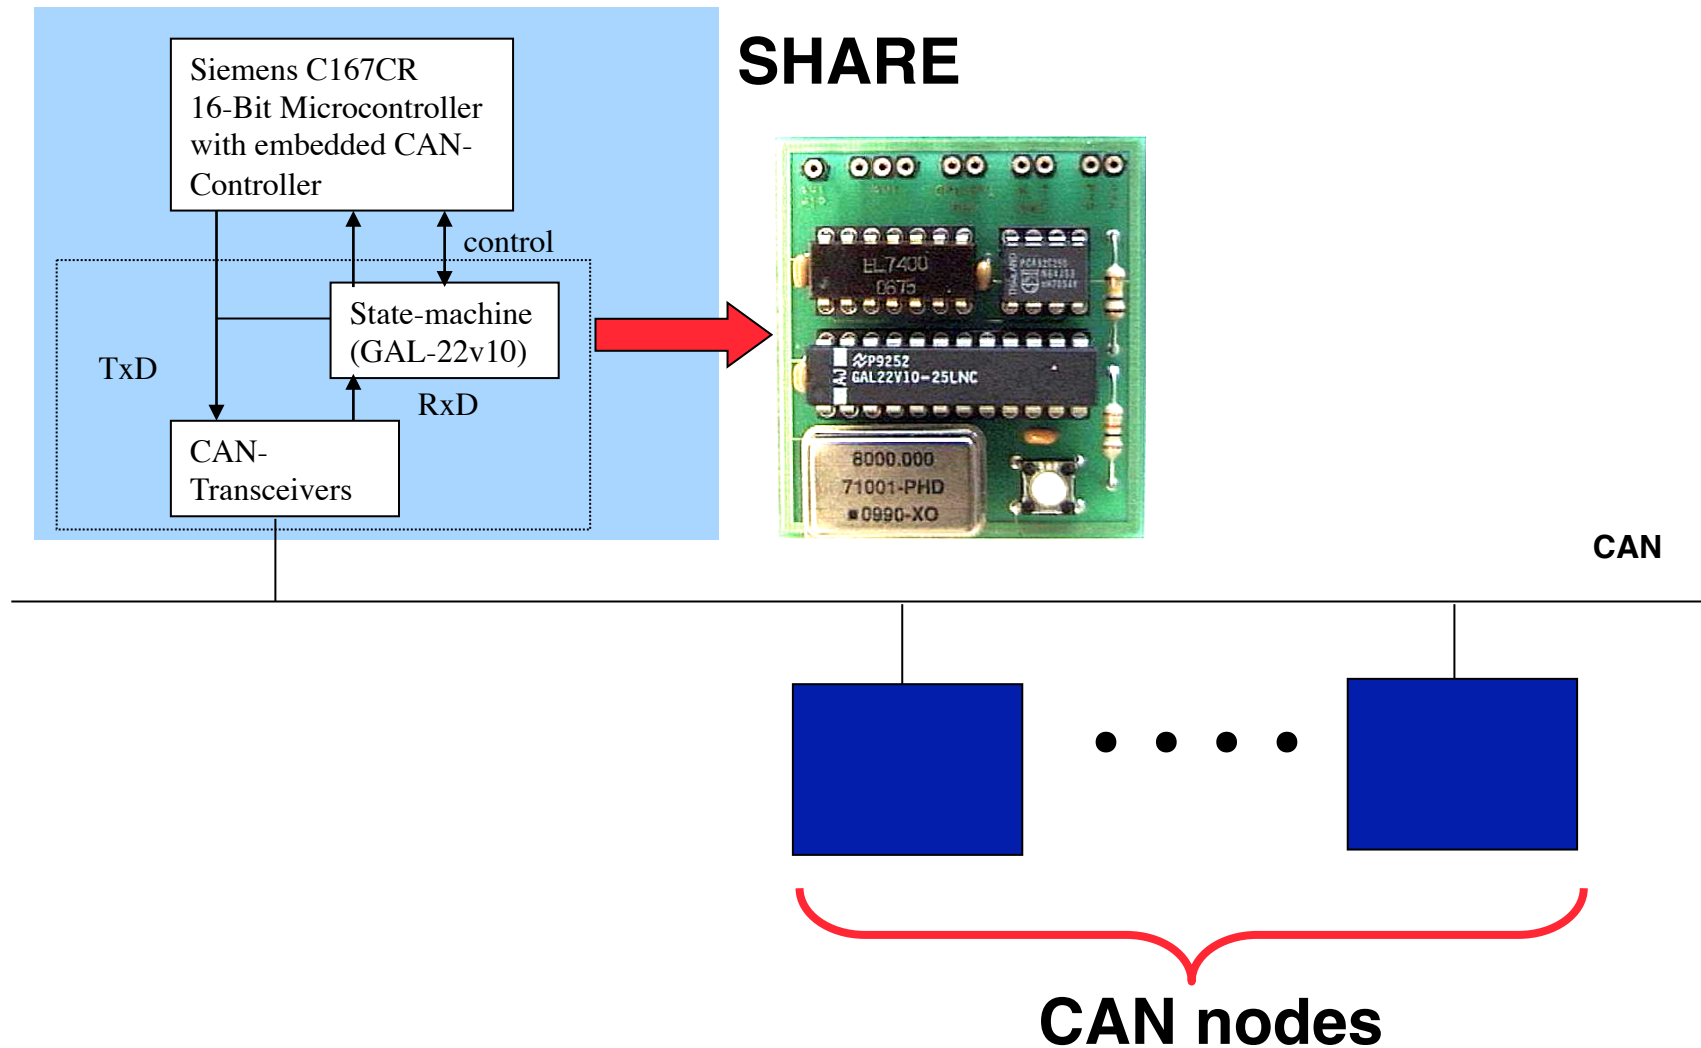 SHARE
Siemens C167CR
16-Bit Microcontroller
with embedded CAN-
Controller
control
State-machine
(GAL-22v10)
TxD
RxD
CAN-
Transceivers
EL7400
0675
THAILAND
P9252
GAL22V10-25LNC
8000.000
71001-PHD
0990-XO
CAN
CAN nodes